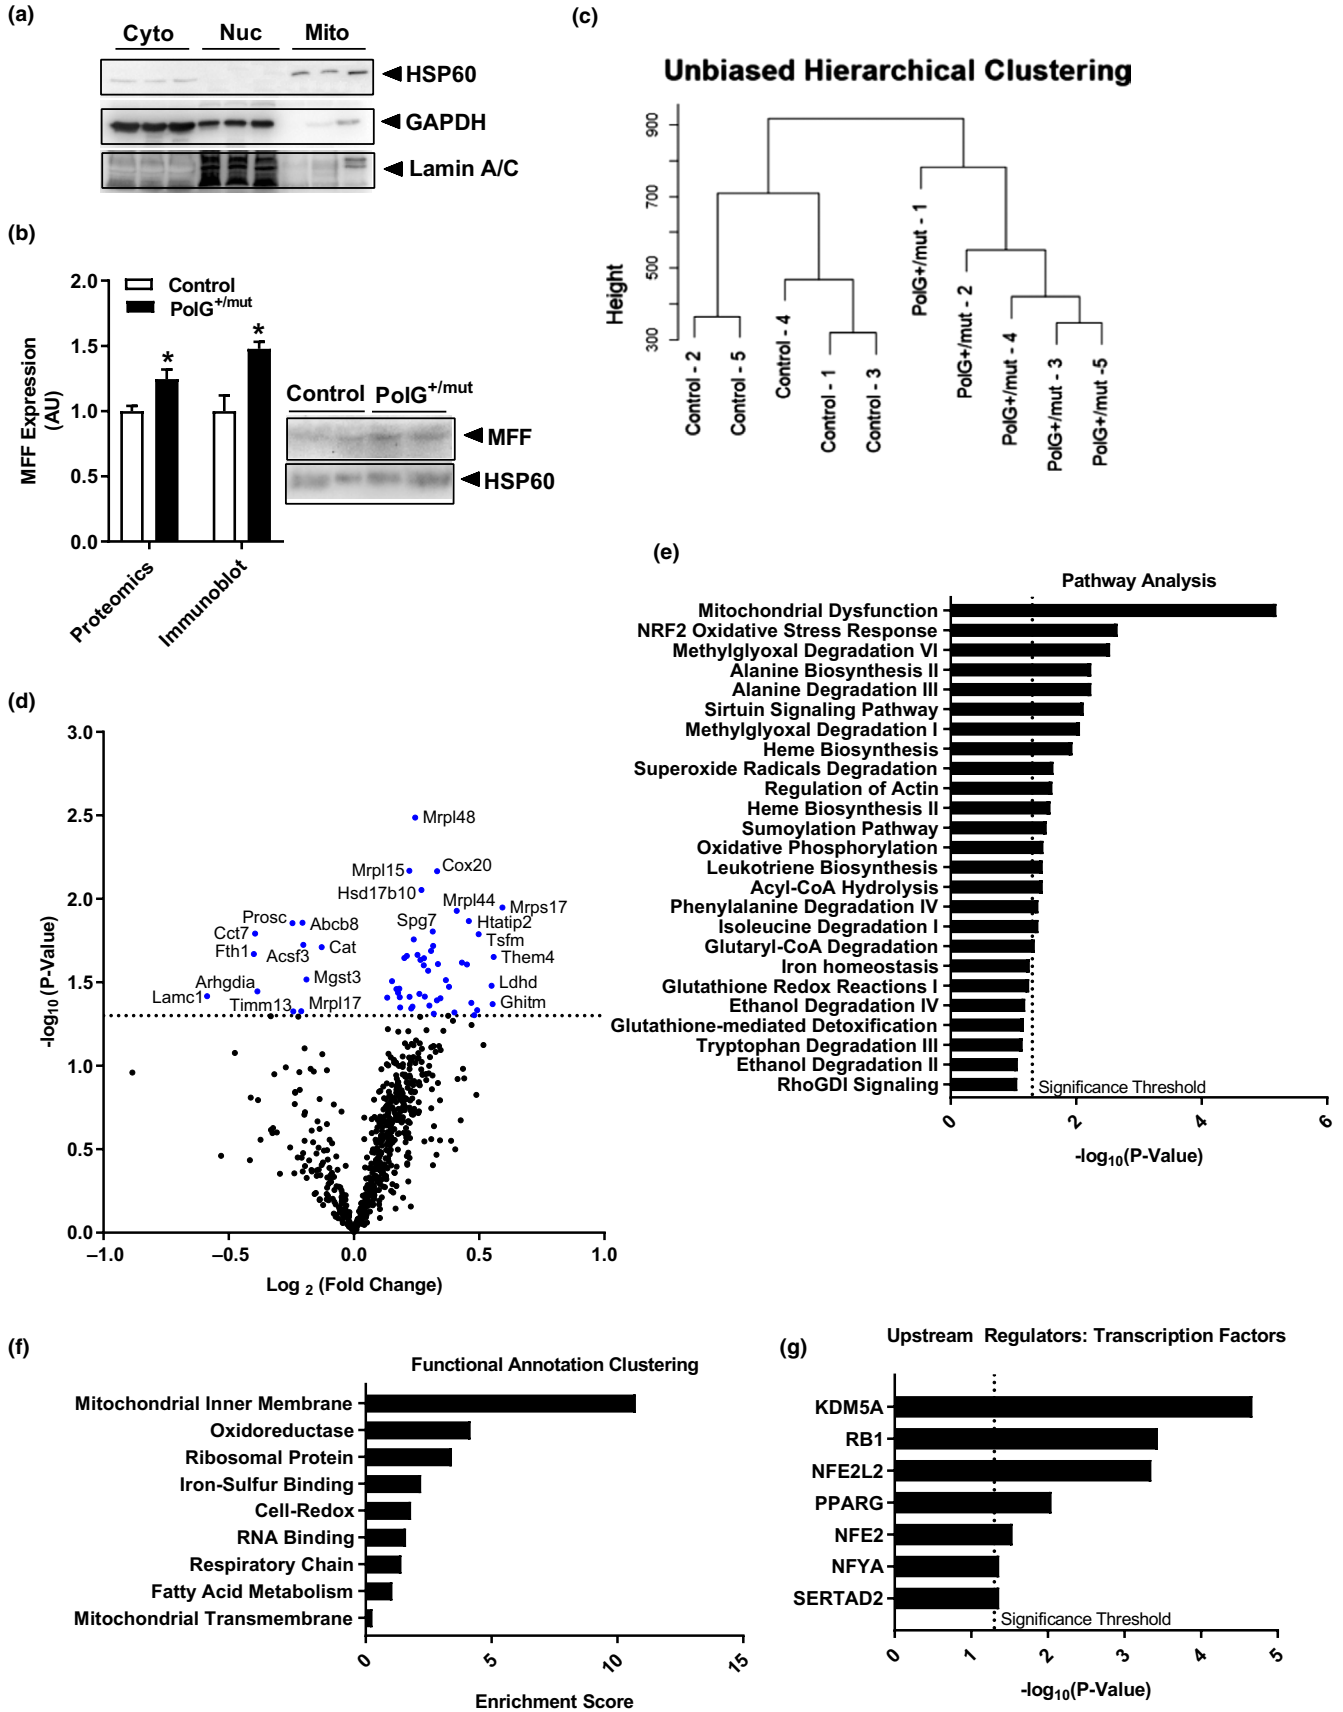 (a)
Cyto Nuc Mito
HSP60
GAPDH
Lamin A/C
(b)
2.0
1.5
1.0
0.5
0.0
MFF Expression
(AU)
Control
PolG+/mut
*
*
Proteomics
Immunoblot
Control PolG+/mut
MFF
HSP60
(c)
Unbiased Hierarchical Clustering
Height
900
700
500
300
Control - 2
Control - 5
Control - 4
Control - 1
Control - 3
PolG+/mut - 1
PolG+/mut - 2
PolG+/mut - 4
PolG+/mut - 3
PolG+/mut -5
(d)
3.0
2.5
2.0
1.5
1.0
0.5
0.0
-log10 (P-Value)
Mrpl48
Mrpl15
Cox20
Hsd17b10
Mrpl44
Mrps17
Prosc
Abcb8
Spg7
Htatip2
Cct7
Tsfm
Fth1
Acsf3
Cat
Them4
Arhgdia
Mgst3
Ldhd
Lamc1
Timm13
Mrpl17
Ghitm
–1.0
–0.5
0.0
0.5
1.0
Log 2 (Fold Change)
(e)
Pathway Analysis
Mitochondrial Dysfunction
NRF2 Oxidative Stress Response
Methylglyoxal Degradation VI
Alanine Biosynthesis II
Alanine Degradation III
Sirtuin Signaling Pathway
Methylglyoxal Degradation I
Heme Biosynthesis
Superoxide Radicals Degradation
Regulation of Actin
Heme Biosynthesis II
Sumoylation Pathway
Oxidative Phosphorylation
Leukotriene Biosynthesis
Acyl-CoA Hydrolysis
Phenylalanine Degradation IV
Isoleucine Degradation I
Glutaryl-CoA Degradation
Iron homeostasis
Glutathione Redox Reactions I
Ethanol Degradation IV
Glutathione-mediated Detoxification
Tryptophan Degradation III
Ethanol Degradation II
RhoGDI Signaling
Significance Threshold
0
2
4
6
-log10(P-Value)
(f)
Functional Annotation Clustering
Mitochondrial Inner Membrane
Oxidoreductase
Ribosomal Protein
Iron-Sulfur Binding
Cell-Redox
RNA Binding
Respiratory Chain
Fatty Acid Metabolism
Mitochondrial Transmembrane
0
5
10
15
Enrichment Score
(g)
Upstream Regulators: Transcription Factors
KDM5A
RB1
NFE2L2
PPARG
NFE2
NFYA
SERTAD2
Significance Threshold
0
1
2
3
4
5
-log10(P-Value)